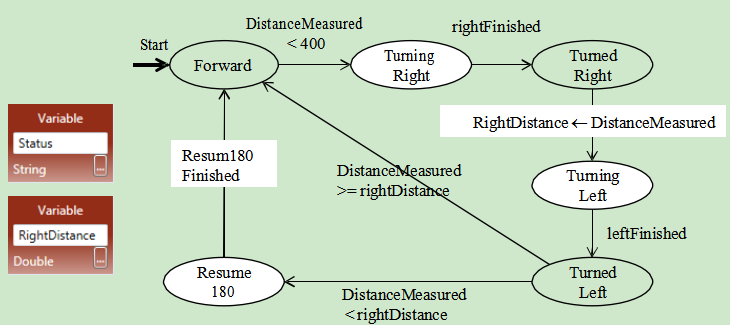 DistanceMeasured
< 400
rightFinished
Start
Forward
Turning
Right
Turned
Right
Variable
Status
String
...
RightDistance ← DistanceMeasured
Resum180
Finished
DistanceMeasured
>= rightDistance
Turning
Left
Variable
RightDistance
Double
...
leftFinished
Resume
180
Turned
Left
DistanceMeasured
< rightDistance